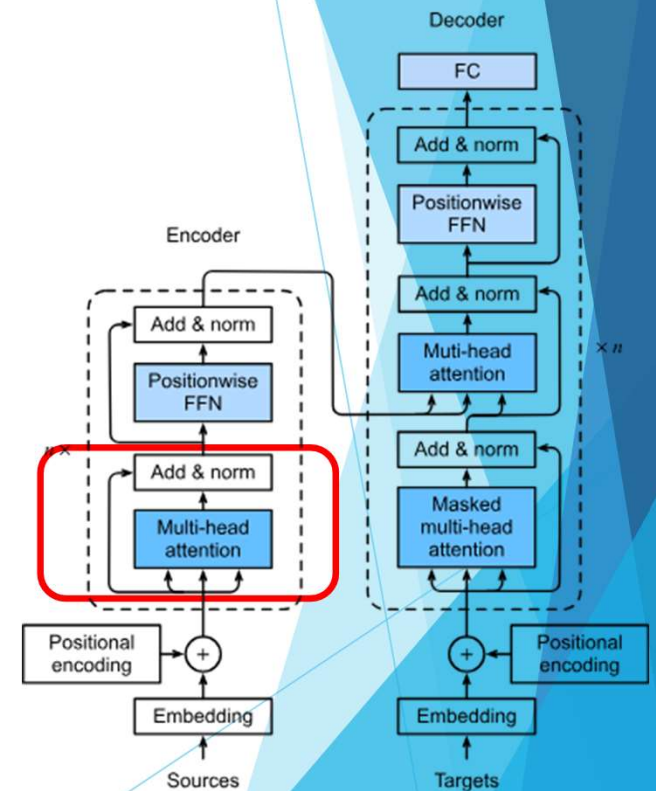 Decoder
FC
Add & norm
Positionwise
FFN
Add & norm
Muti-head
attention
× n
Add & norm
Masked
multi-head
attention
Positional
encoding
+
Embedding
Targets
Encoder
Add & norm
Positionwise
FFN
n ×
Add & norm
Multi-head
attention
Positional
encoding
+
Embedding
Sources